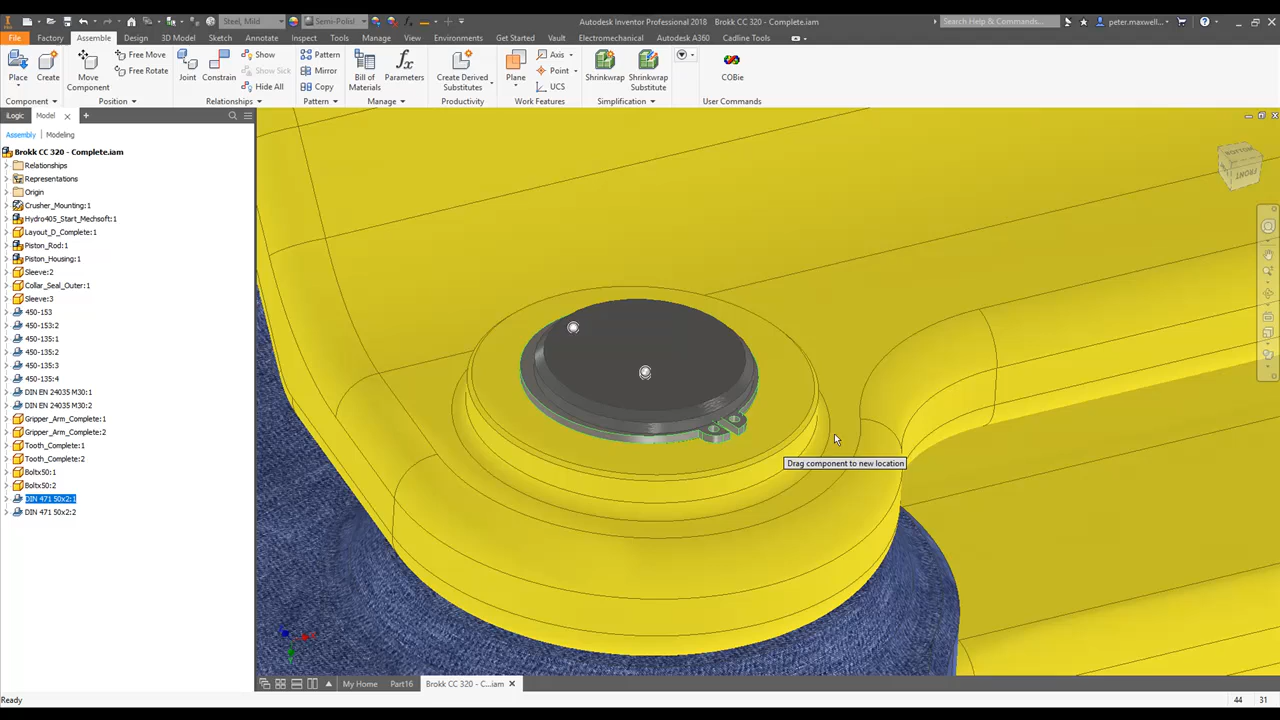 Steel, Mild
Semi-Polisl
Autodesk Inventor Professional 2018   Brokk CC 320 - Complete.iam
Search Help & Commands...
peter.maxwell...
File
Factory
Assemble
Design
3D Model
Sketch
Annotate
Inspect
Tools
Manage
View
Environments
Get Started
Vault
Electromechanical
Autodesk A360
Cadline Tools
Place
Create
Move
Component
Free Move
Free Rotate
Joint
Constrain
Show
Show Sick
Hide All
Pattern
Mirror
Copy
Bill of
Materials
Parameters
Create Derived
Substitutes
Plane
Axis
Point
UCS
Shrinkwrap
Shrinkwrap
Substitute
COBie
Component
Position
Relationships
Pattern
Manage
Productivity
Work Features
Simplification
User Commands
iLogic
Model
Assembly
Modeling
Brokk CC 320 - Complete.iam
Relationships
Representations
Origin
Crusher_Mounting:1
Hydro405_Start_Mechsoft:1
Layout_D_Complete:1
Piston_Rod:1
Piston_Housing:1
Sleeve:2
Collar_Seal_Outer:1
Sleeve:3
450-153
450-153:2
450-135:1
450-135:2
450-135:3
450-135:4
DIN EN 24035 M30:1
DIN EN 24035 M30:2
Gripper_Arm_Complete:1
Gripper_Arm_Complete:2
Tooth_Complete:1
Tooth_Complete:2
Boltx50:1
Boltx50:2
DIN 471 50x2:1
DIN 471 50x2:2
BOTTOM
FRONT
Drag component to new location
My Home
Part16
Brokk CC 320 - C...iam
Ready
44
31